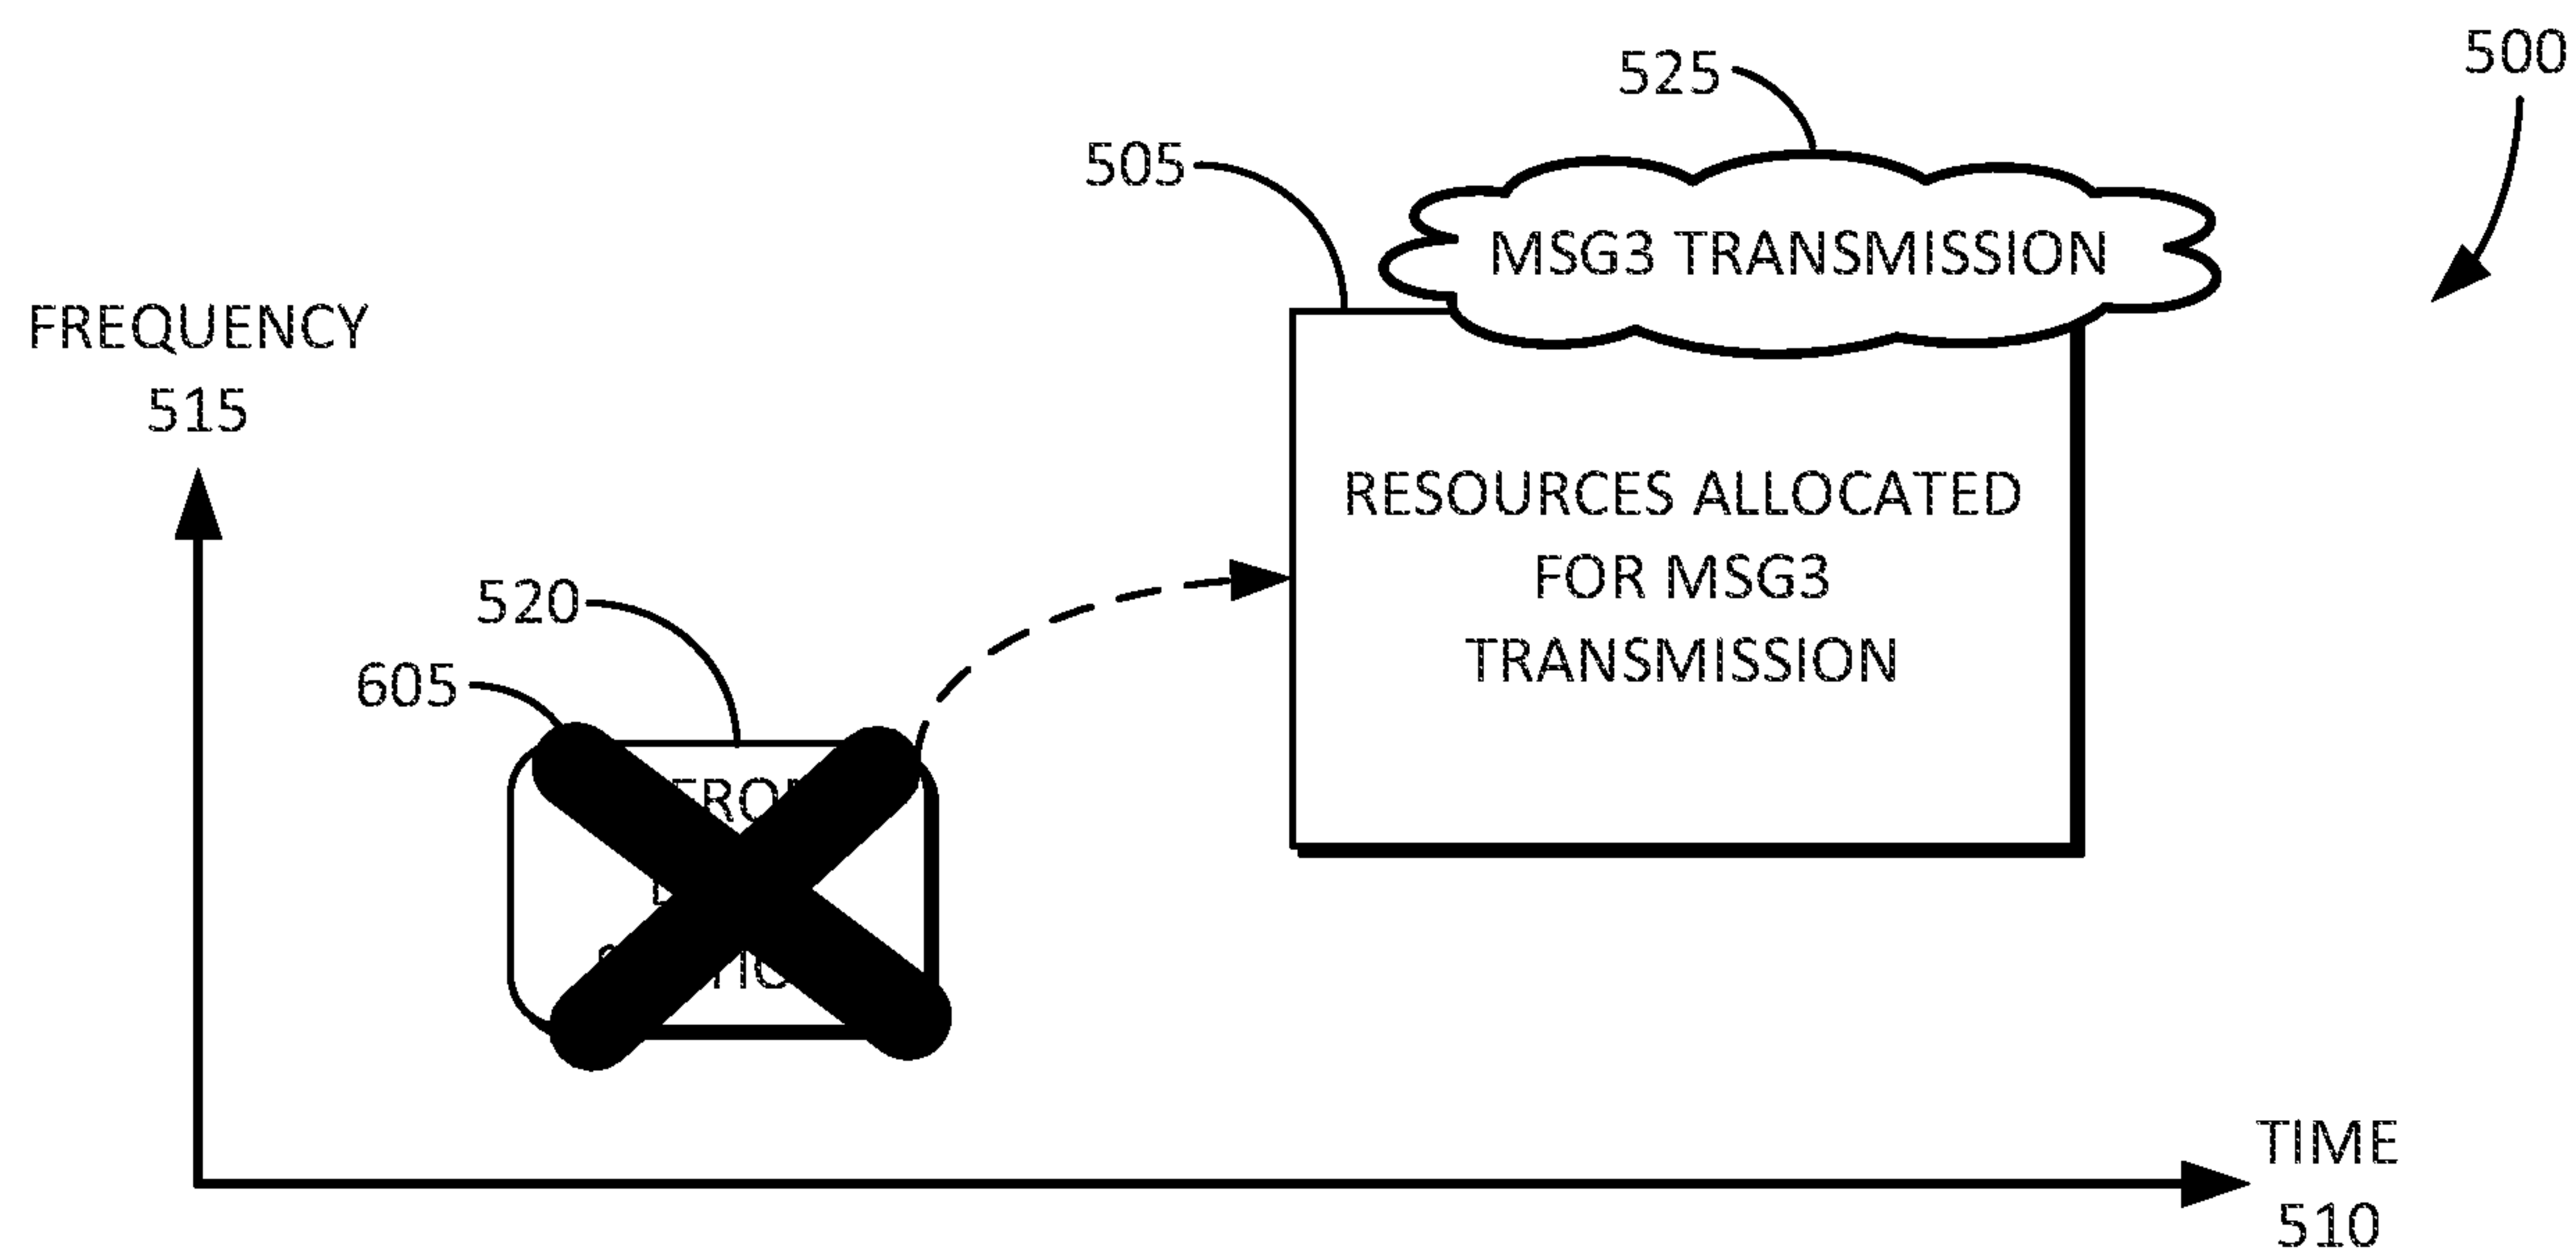 500
525
505
MSG3 TRANSMISSION
FREQUENCY
515
RESOURCES ALLOCATED
FOR MSG3
TRANSMISSION
520
605
TIME
510